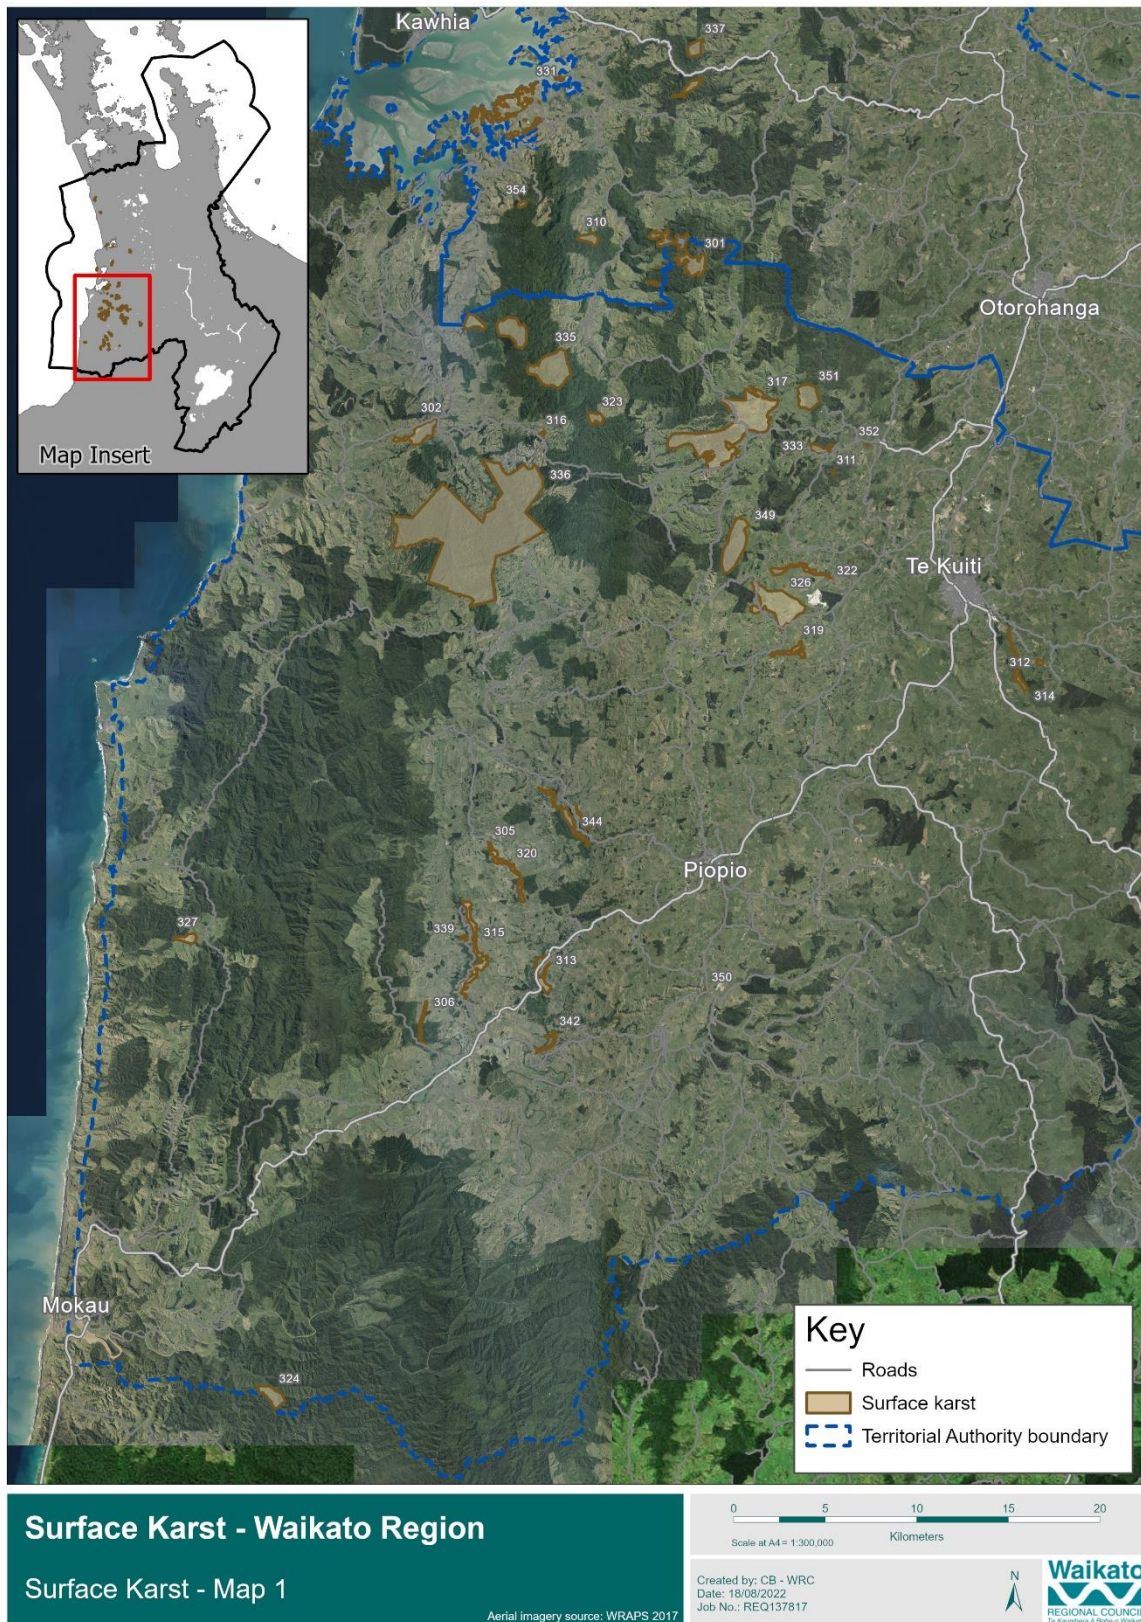 Kawhia
337
331
354
310
301
Otorohanga
335
317
351
323
302
316
352
333
311
336
349
322
Te Kuiti
326
319
312
314
344
305
320
Piopio
327
339
315
313
350
306
342
Mokau
324
Map Insert
Key
Roads
Surface karst
Territorial Authority boundary
Surface Karst - Waikato Region
Surface Karst - Map 1
Aerial imagery source: WRAPS 2017
0 5 10 15 20
Scale at A4 = 1:300,000
Kilometers
Created by: CB - WRC
Date: 18/08/2022
Job No.: REQ137817
N
Waikato
REGIONAL COUNCIL